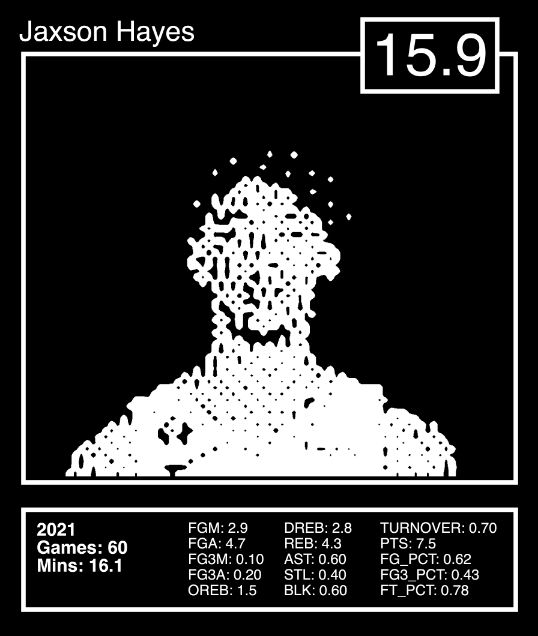 Jaxson Hayes
15.9
2021
Games: 60
Mins: 16.1
FGM: 2.9
FGA: 4.7
FG3M: 0.10
FG3A: 0.20
OREB: 1.5
DREB: 2.8
REB: 4.3
AST: 0.60
STL: 0.40
BLK: 0.60
TURNOVER: 0.70
PTS: 7.5
FG_PCT: 0.62
FG3_PCT: 0.43
FT_PCT: 0.78